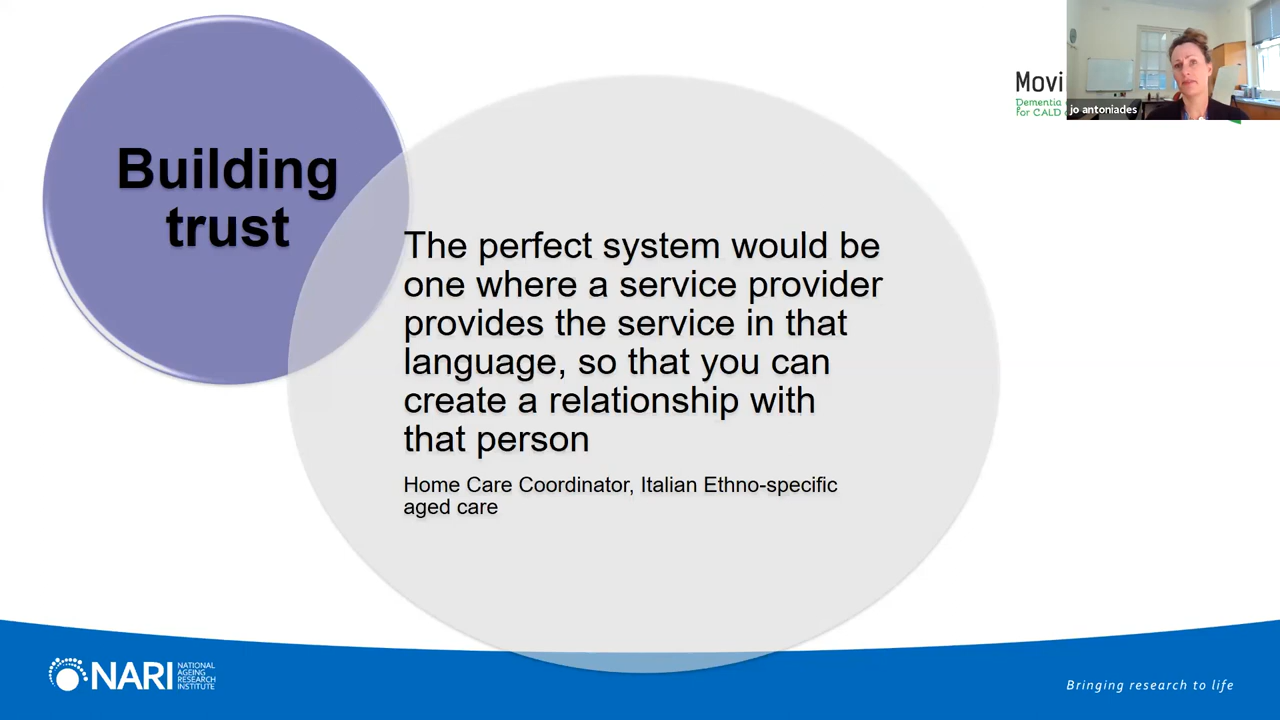 Building
trust
The perfect system would be
one where a service provider
provides the service in that
language, so that you can
create a relationship with
that person
Home Care Coordinator, Italian Ethno-specific
aged care
Movi
Dementia
for CALD
jo antoniades
NARI
NATIONAL
AGEING
RESEARCH
INSTITUTE
Bringing research to life